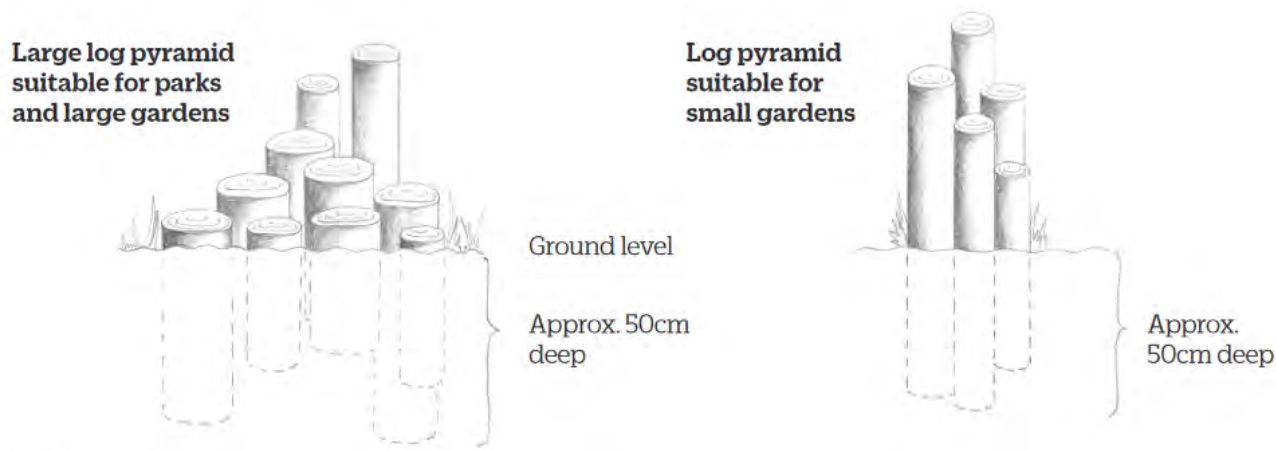 Large log pyramid
suitable for parks
and large gardens
Ground level
Approx. 50cm
deep
Log pyramid
suitable for
small gardens
Approx.
50cm deep